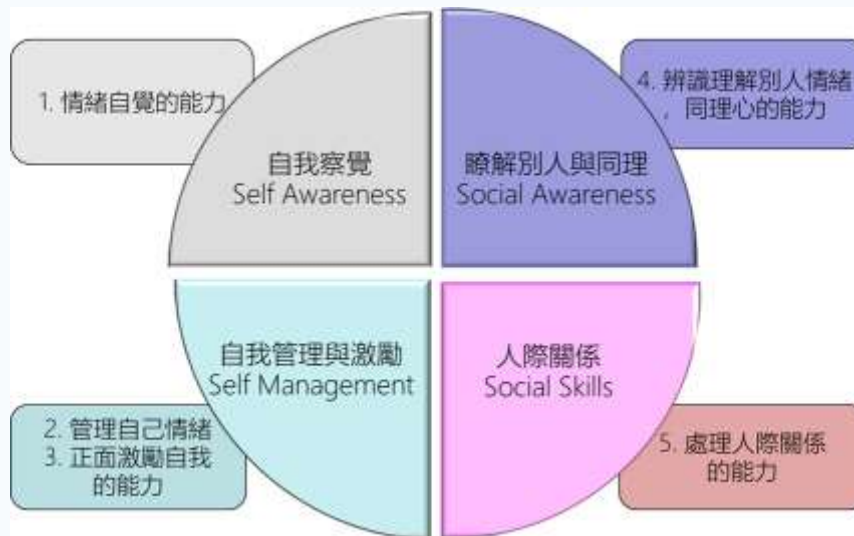 1. 情緒自覺的能力
自我察覺
Self Awareness
4. 辨識理解別人情緒
，同理心的能力
瞭解別人與同理
Social Awareness
自我管理與激勵
Self Management
2. 管理自己情緒
3. 正面激勵自我
的能力
人際關係
Social Skills
5. 處理人際關係
的能力